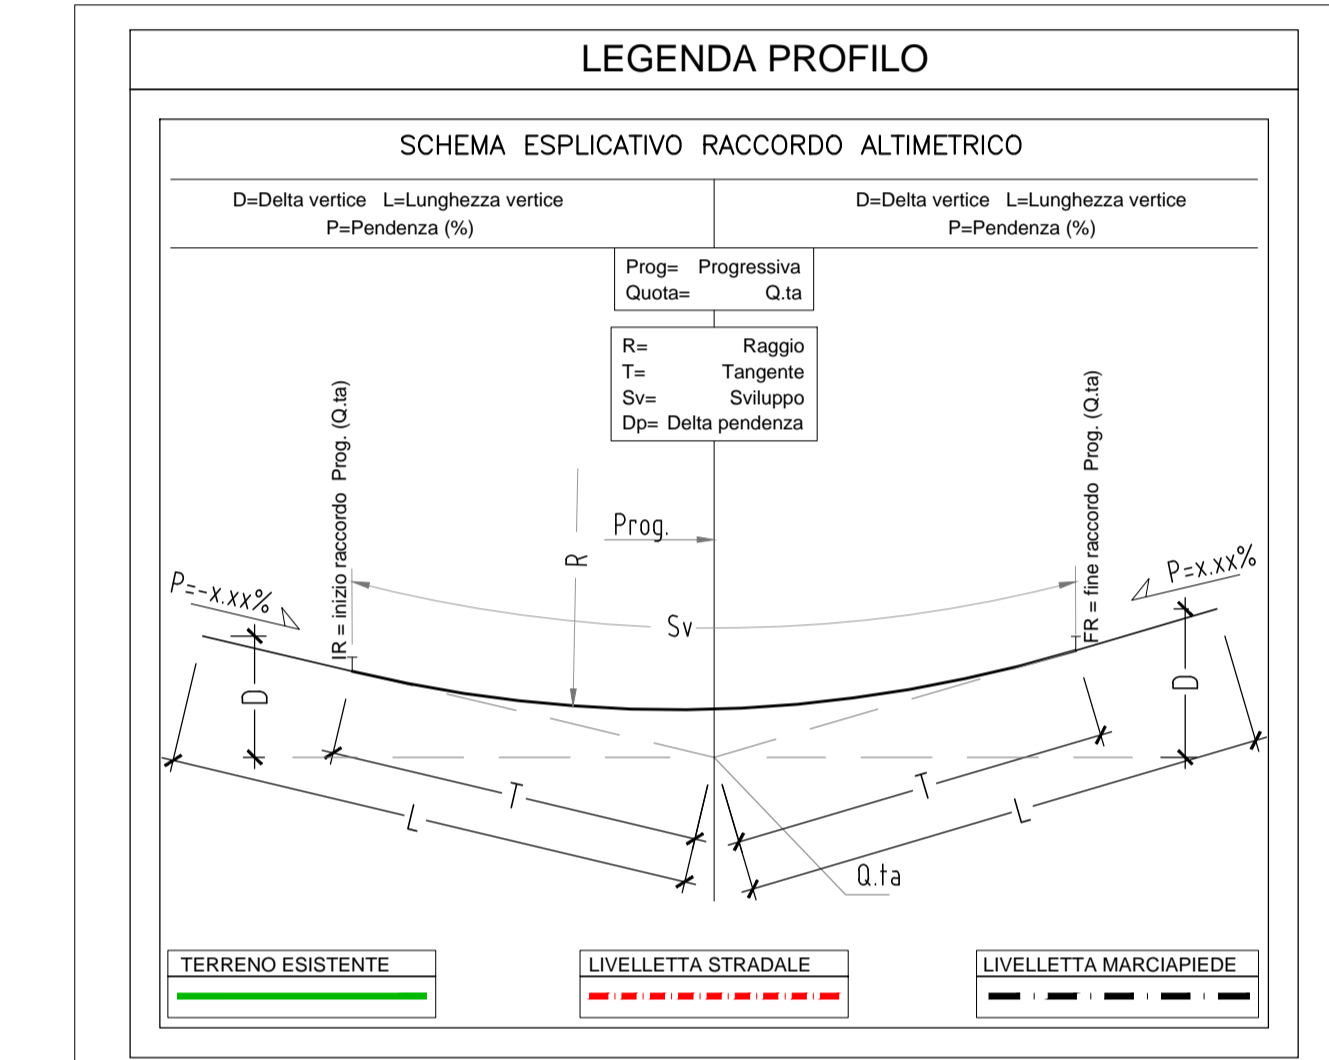 LEGENDA PROFILO
SCHEMA ESPLICATIVO RACCORDO ALTIMETRICO
D=Delta vertice L=Lunghezza vertice
P=Pendenza (%)
D=Delta vertice L=Lunghezza vertice
P=Pendenza (%)
Prog= Progressiva
Quota= Q.ta
R= Raggio
T= Tangente
Sv= Sviluppo
Dp= Delta pendenza
IR = inizio raccordo Prog. (Q.ta)
FR = fine raccordo Prog. (Q.ta)
Prog.
R
P=-x.xx%
P=x.xx%
Sv
D
D
T
T
L
L
Q.ta
TERRENO ESISTENTE
LIVELLETTA STRADALE
LIVELLETTA MARCIAPIEDE